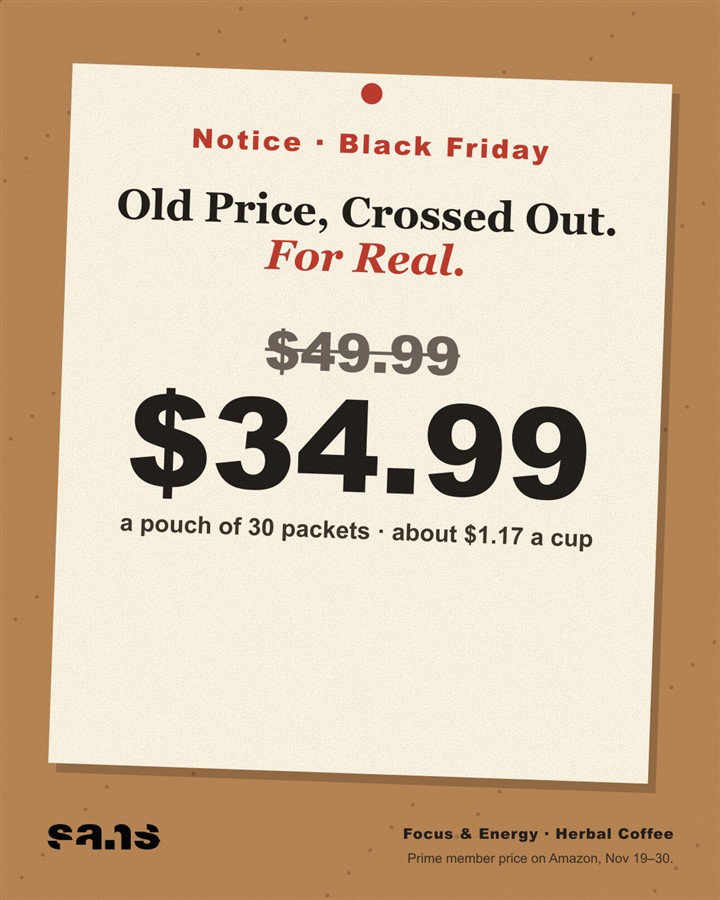 Notice · Black Friday
Old Price, Crossed Out.
For Real.
$49.99
$34.99
a pouch of 30 packets · about $1.17 a cup
sans
Focus & Energy · Herbal Coffee
Prime member price on Amazon, Nov 19–30.